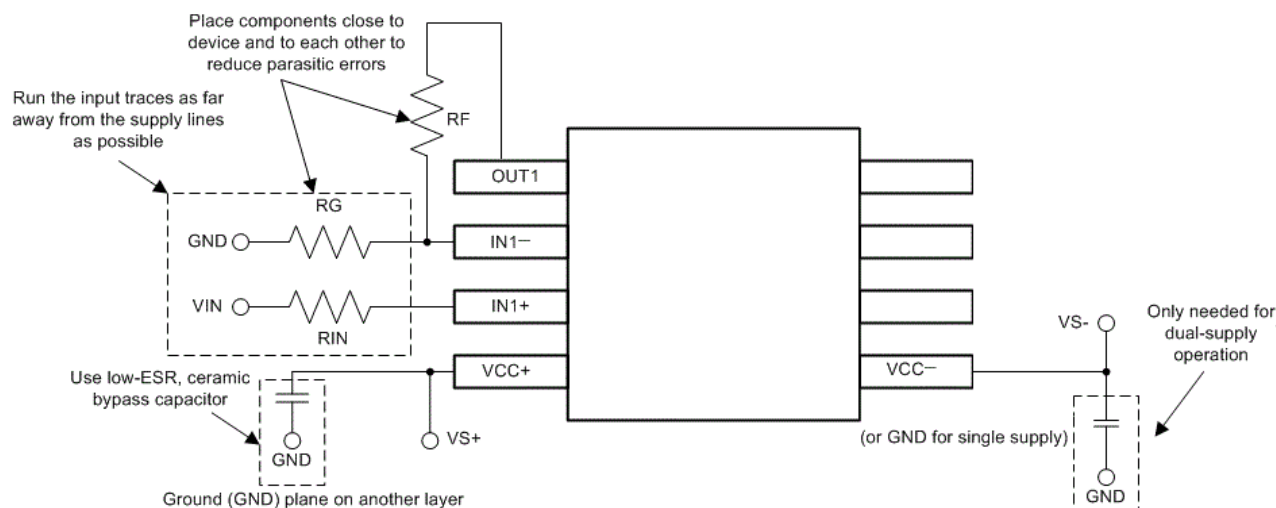 Place components close to
device and to each other to
reduce parasitic errors
Run the input traces as far
away from the supply lines
as possible
RF
OUT1
RG
GND
IN1−
VIN
IN1+
RIN
VS-
Only needed for
dual-supply
operation
Use low-ESR, ceramic
bypass capacitor
VCC+
VCC−
GND
VS+
(or GND for single supply)
GND
Ground (GND) plane on another layer